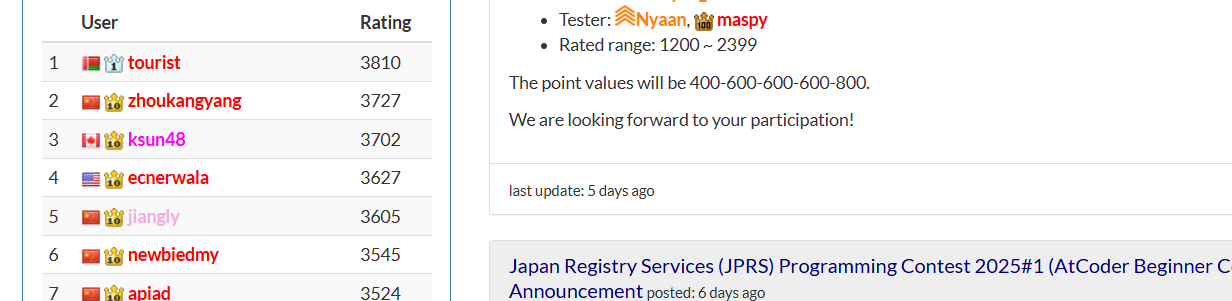 User Rating
1 tourist 3810
2 zhoukangyang 3727
3 ksun48 3702
4 ecnerwala 3627
5 jiangly 3605
6 newbiedmy 3545
7 apiad 3524
Tester: Nyaan, maspy
Rated range: 1200 ~ 2399
The point values will be 400-600-600-600-800.
We are looking forward to your participation!
last update: 5 days ago
Japan Registry Services (JPRS) Programming Contest 2025#1 (AtCoder Beginner C
Announcement posted: 6 days ago